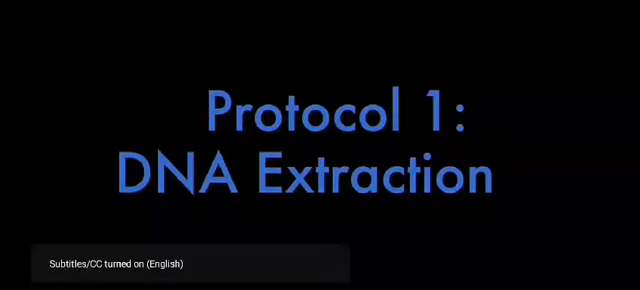 Protocol 1:
DNA Extraction
Subtitles/CC turned on (English)